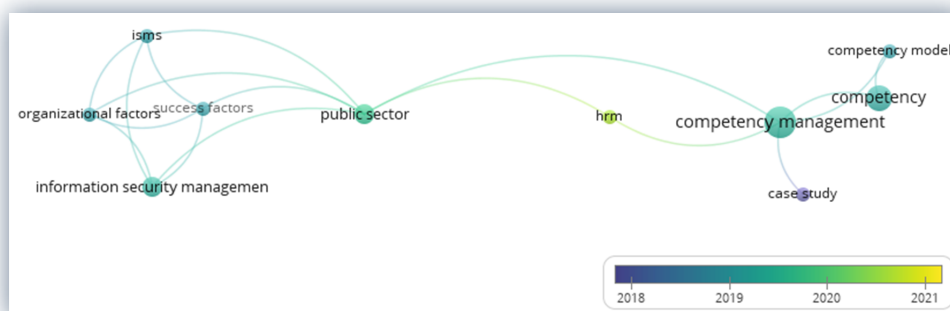 isms
competency model
competency
organizational factors
success factors
public sector
hrm
competency management
information security managemen
case study
2018
2019
2020
2021